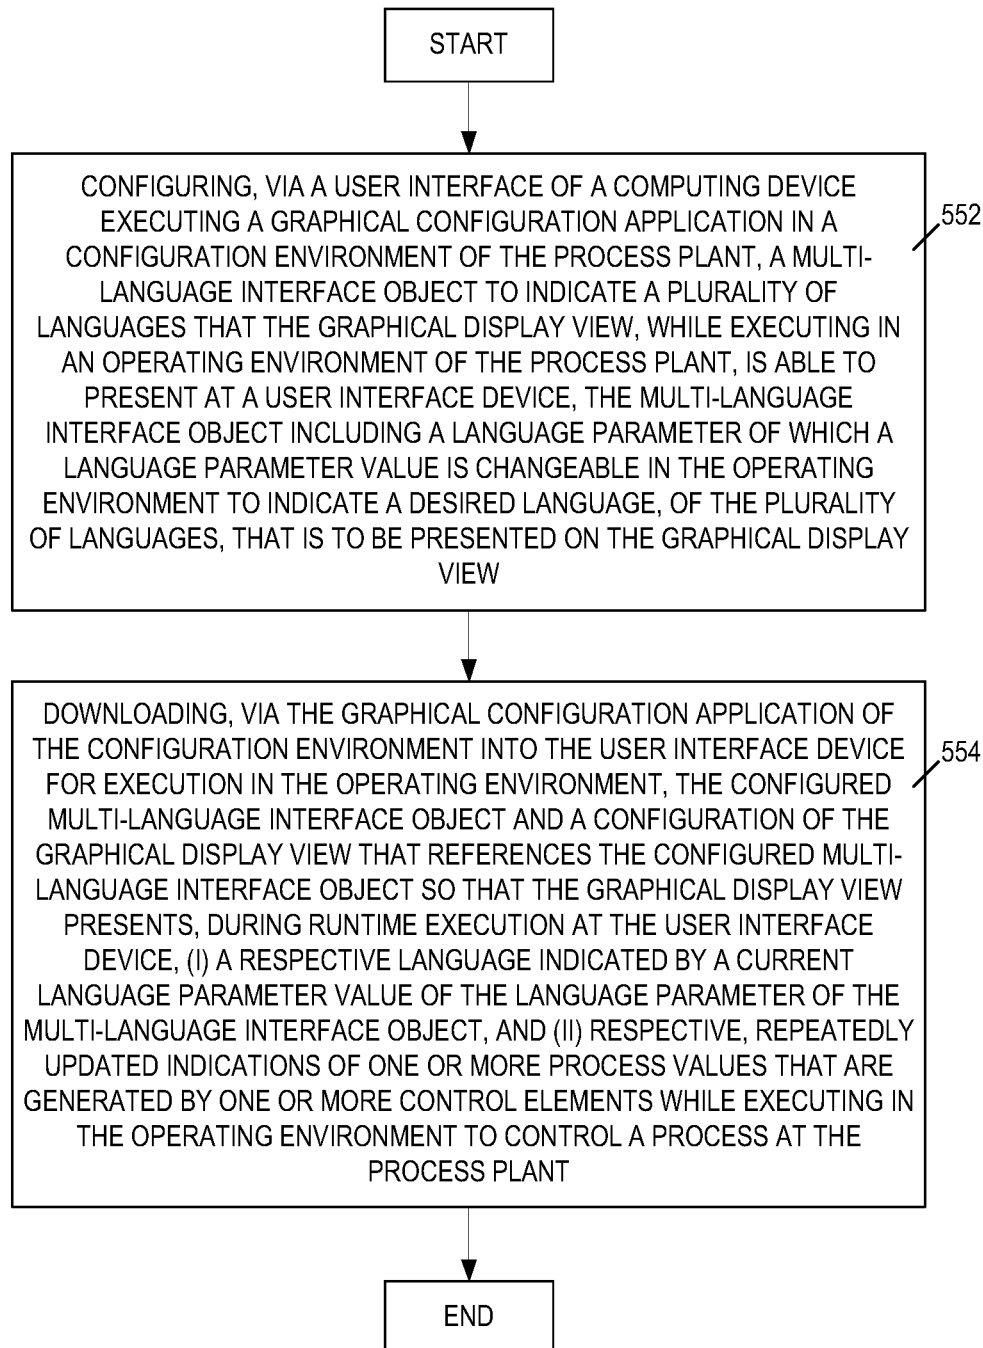 START
CONFIGURING, VIA A USER INTERFACE OF A COMPUTING DEVICE
EXECUTING A GRAPHICAL CONFIGURATION APPLICATION IN A
CONFIGURATION ENVIRONMENT OF THE PROCESS PLANT, A MULTI-
LANGUAGE INTERFACE OBJECT TO INDICATE A PLURALITY OF
LANGUAGES THAT THE GRAPHICAL DISPLAY VIEW, WHILE EXECUTING IN
AN OPERATING ENVIRONMENT OF THE PROCESS PLANT, IS ABLE TO
PRESENT AT A USER INTERFACE DEVICE, THE MULTI-LANGUAGE
INTERFACE OBJECT INCLUDING A LANGUAGE PARAMETER OF WHICH A
LANGUAGE PARAMETER VALUE IS CHANGEABLE IN THE OPERATING
ENVIRONMENT TO INDICATE A DESIRED LANGUAGE, OF THE PLURALITY
OF LANGUAGES, THAT IS TO BE PRESENTED ON THE GRAPHICAL DISPLAY
VIEW
552
DOWNLOADING, VIA THE GRAPHICAL CONFIGURATION APPLICATION OF
THE CONFIGURATION ENVIRONMENT INTO THE USER INTERFACE DEVICE
FOR EXECUTION IN THE OPERATING ENVIRONMENT, THE CONFIGURED
MULTI-LANGUAGE INTERFACE OBJECT AND A CONFIGURATION OF THE
GRAPHICAL DISPLAY VIEW THAT REFERENCES THE CONFIGURED MULTI-
LANGUAGE INTERFACE OBJECT SO THAT THE GRAPHICAL DISPLAY VIEW
PRESENTS, DURING RUNTIME EXECUTION AT THE USER INTERFACE
DEVICE, (I) A RESPECTIVE LANGUAGE INDICATED BY A CURRENT
LANGUAGE PARAMETER VALUE OF THE LANGUAGE PARAMETER OF THE
MULTI-LANGUAGE INTERFACE OBJECT, AND (II) RESPECTIVE, REPEATEDLY
UPDATED INDICATIONS OF ONE OR MORE PROCESS VALUES THAT ARE
GENERATED BY ONE OR MORE CONTROL ELEMENTS WHILE EXECUTING IN
THE OPERATING ENVIRONMENT TO CONTROL A PROCESS AT THE
PROCESS PLANT
554
END